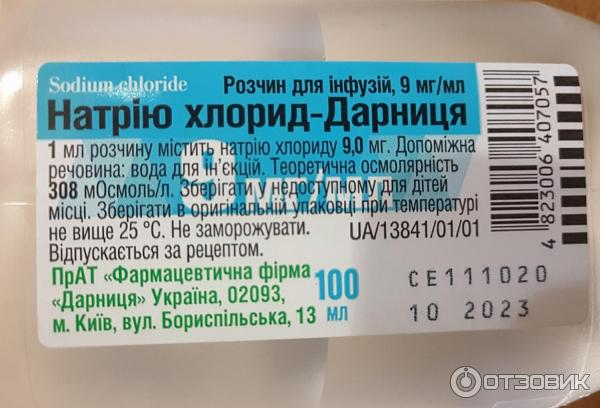 Sodium chloride
Розчин для інфузій, 9 мг/мл
Натрію хлорид-Дарниця
1 мл розчину містить натрію хлориду 9,0 мг. Допоміжна
речовина: вода для ін'єкцій. Теоретична осмолярність
308 мОсмоль/л. Зберігати у недоступному для дітей
місці. Зберігати в оригінальній упаковці при температурі
не вище 25 °С. Не заморожувати.
Відпускається за рецептом.
UA/13841/01/01
ПрАТ «Фармацевтична фірма
«Дарниця» Україна, 02093,
м. Київ, вул. Бориспільська, 13
100
мл
CE111020
10 2023
4 823006 407057
9 мг/мл
ОТЗОВИК